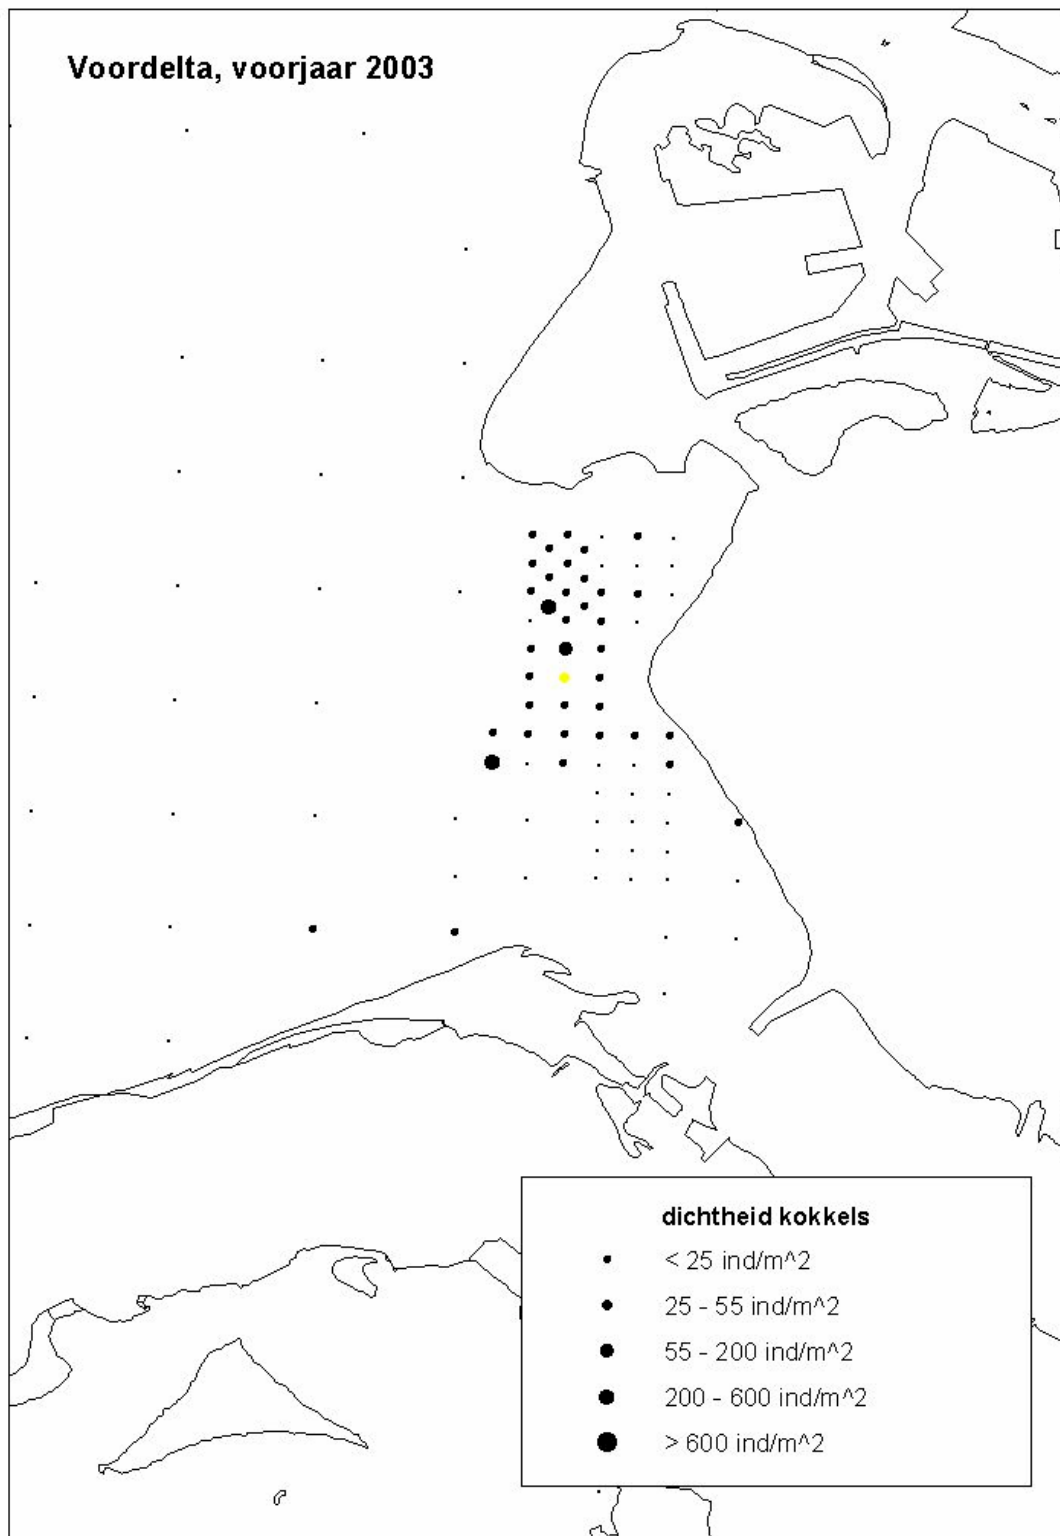 Voordelta, voorjaar 2003
dichtheid kokkels
< 25 ind/m^2
25 - 55 ind/m^2
55 - 200 ind/m^2
200 - 600 ind/m^2
> 600 ind/m^2